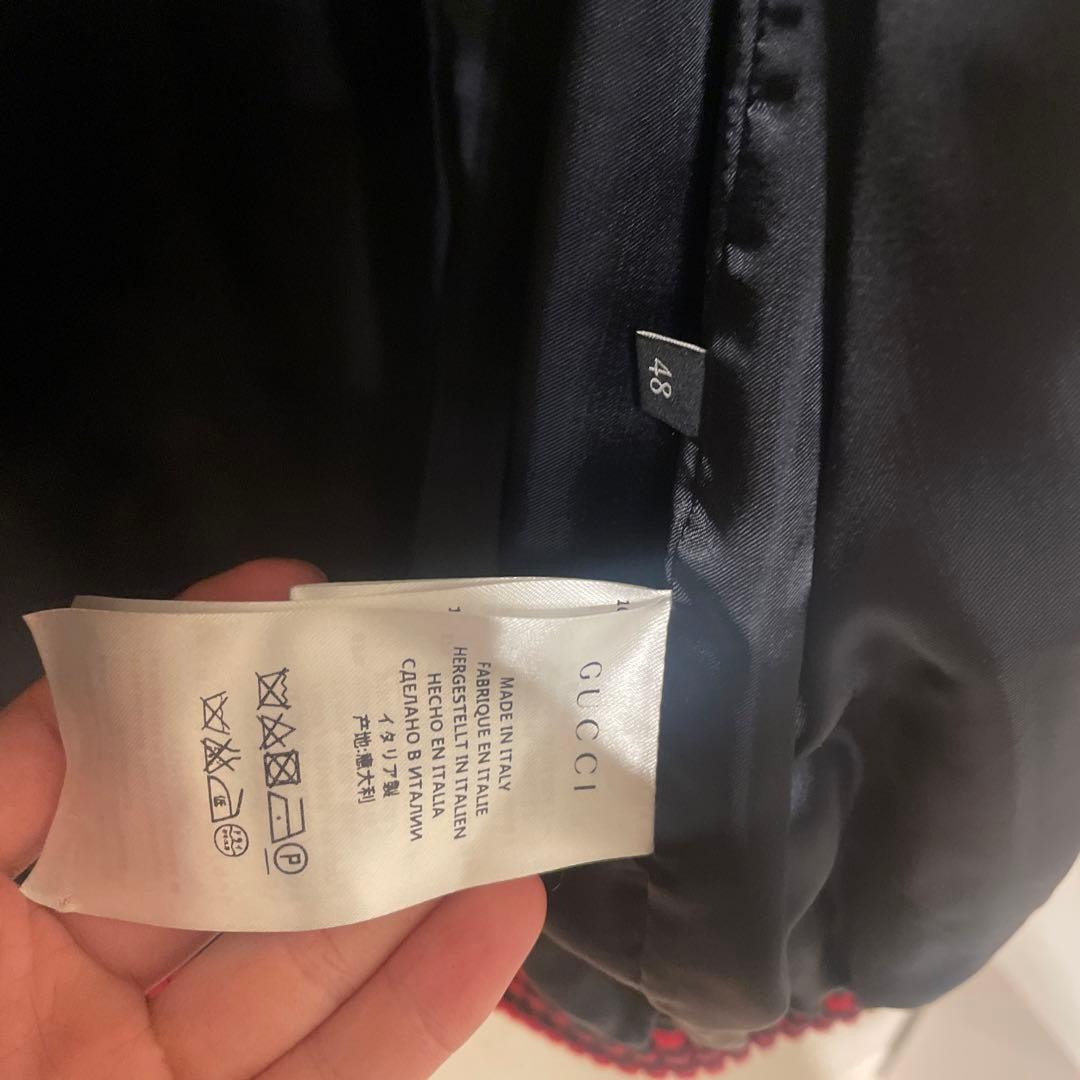 48
GUCCI
MADE IN ITALY
FABRIQUE EN ITALIE
HERGESTELLT IN ITALIEN
HECHO EN ITALIA
СДЕЛАНО В ИТАЛИИ
イタリア製
产地:意大利
P